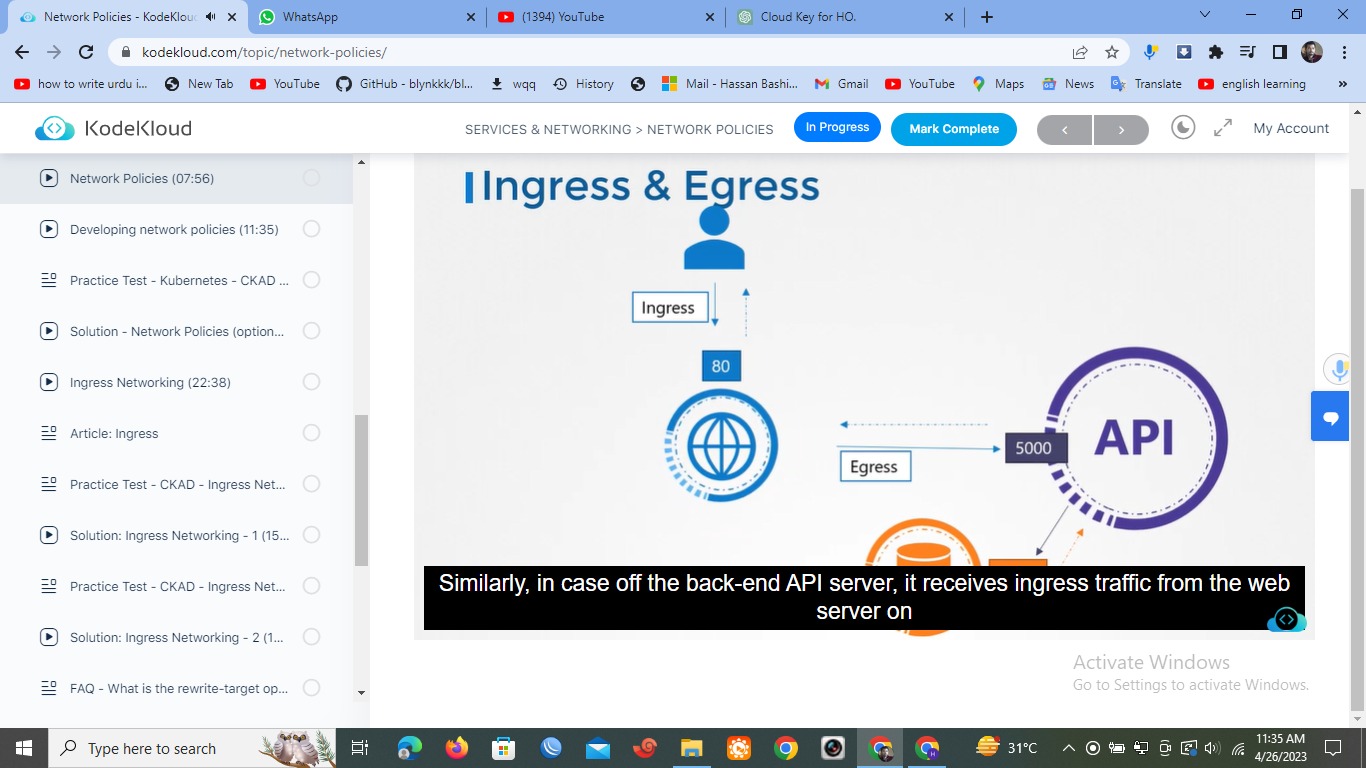 Network Policies - KodeKlou
WhatsApp
(1394) YouTube
Cloud Key for HO.
kodekloud.com/topic/network-policies/
how to write urdu i...
New Tab
YouTube
GitHub - blynkkk/bl...
wqq
History
Mail - Hassan Bashi...
Gmail
YouTube
Maps
News
Translate
english learning
»
KodeKloud
SERVICES & NETWORKING > NETWORK POLICIES
In Progress
Mark Complete
My Account
Network Policies (07:56)
Developing network policies (11:35)
Practice Test - Kubernetes - CKAD ...
Solution - Network Policies (option...
Ingress Networking (22:38)
Article: Ingress
Practice Test - CKAD - Ingress Net...
Solution: Ingress Networking - 1 (15...
Practice Test - CKAD - Ingress Net...
Solution: Ingress Networking - 2 (1...
FAQ - What is the rewrite-target op...
Ingress & Egress
Ingress
80
Egress
5000
API
Similarly, in case off the back-end API server, it receives ingress traffic from the web
server on
Activate Windows
Go to Settings to activate Windows.
Type here to search
31°C
11:35 AM
4/26/2023